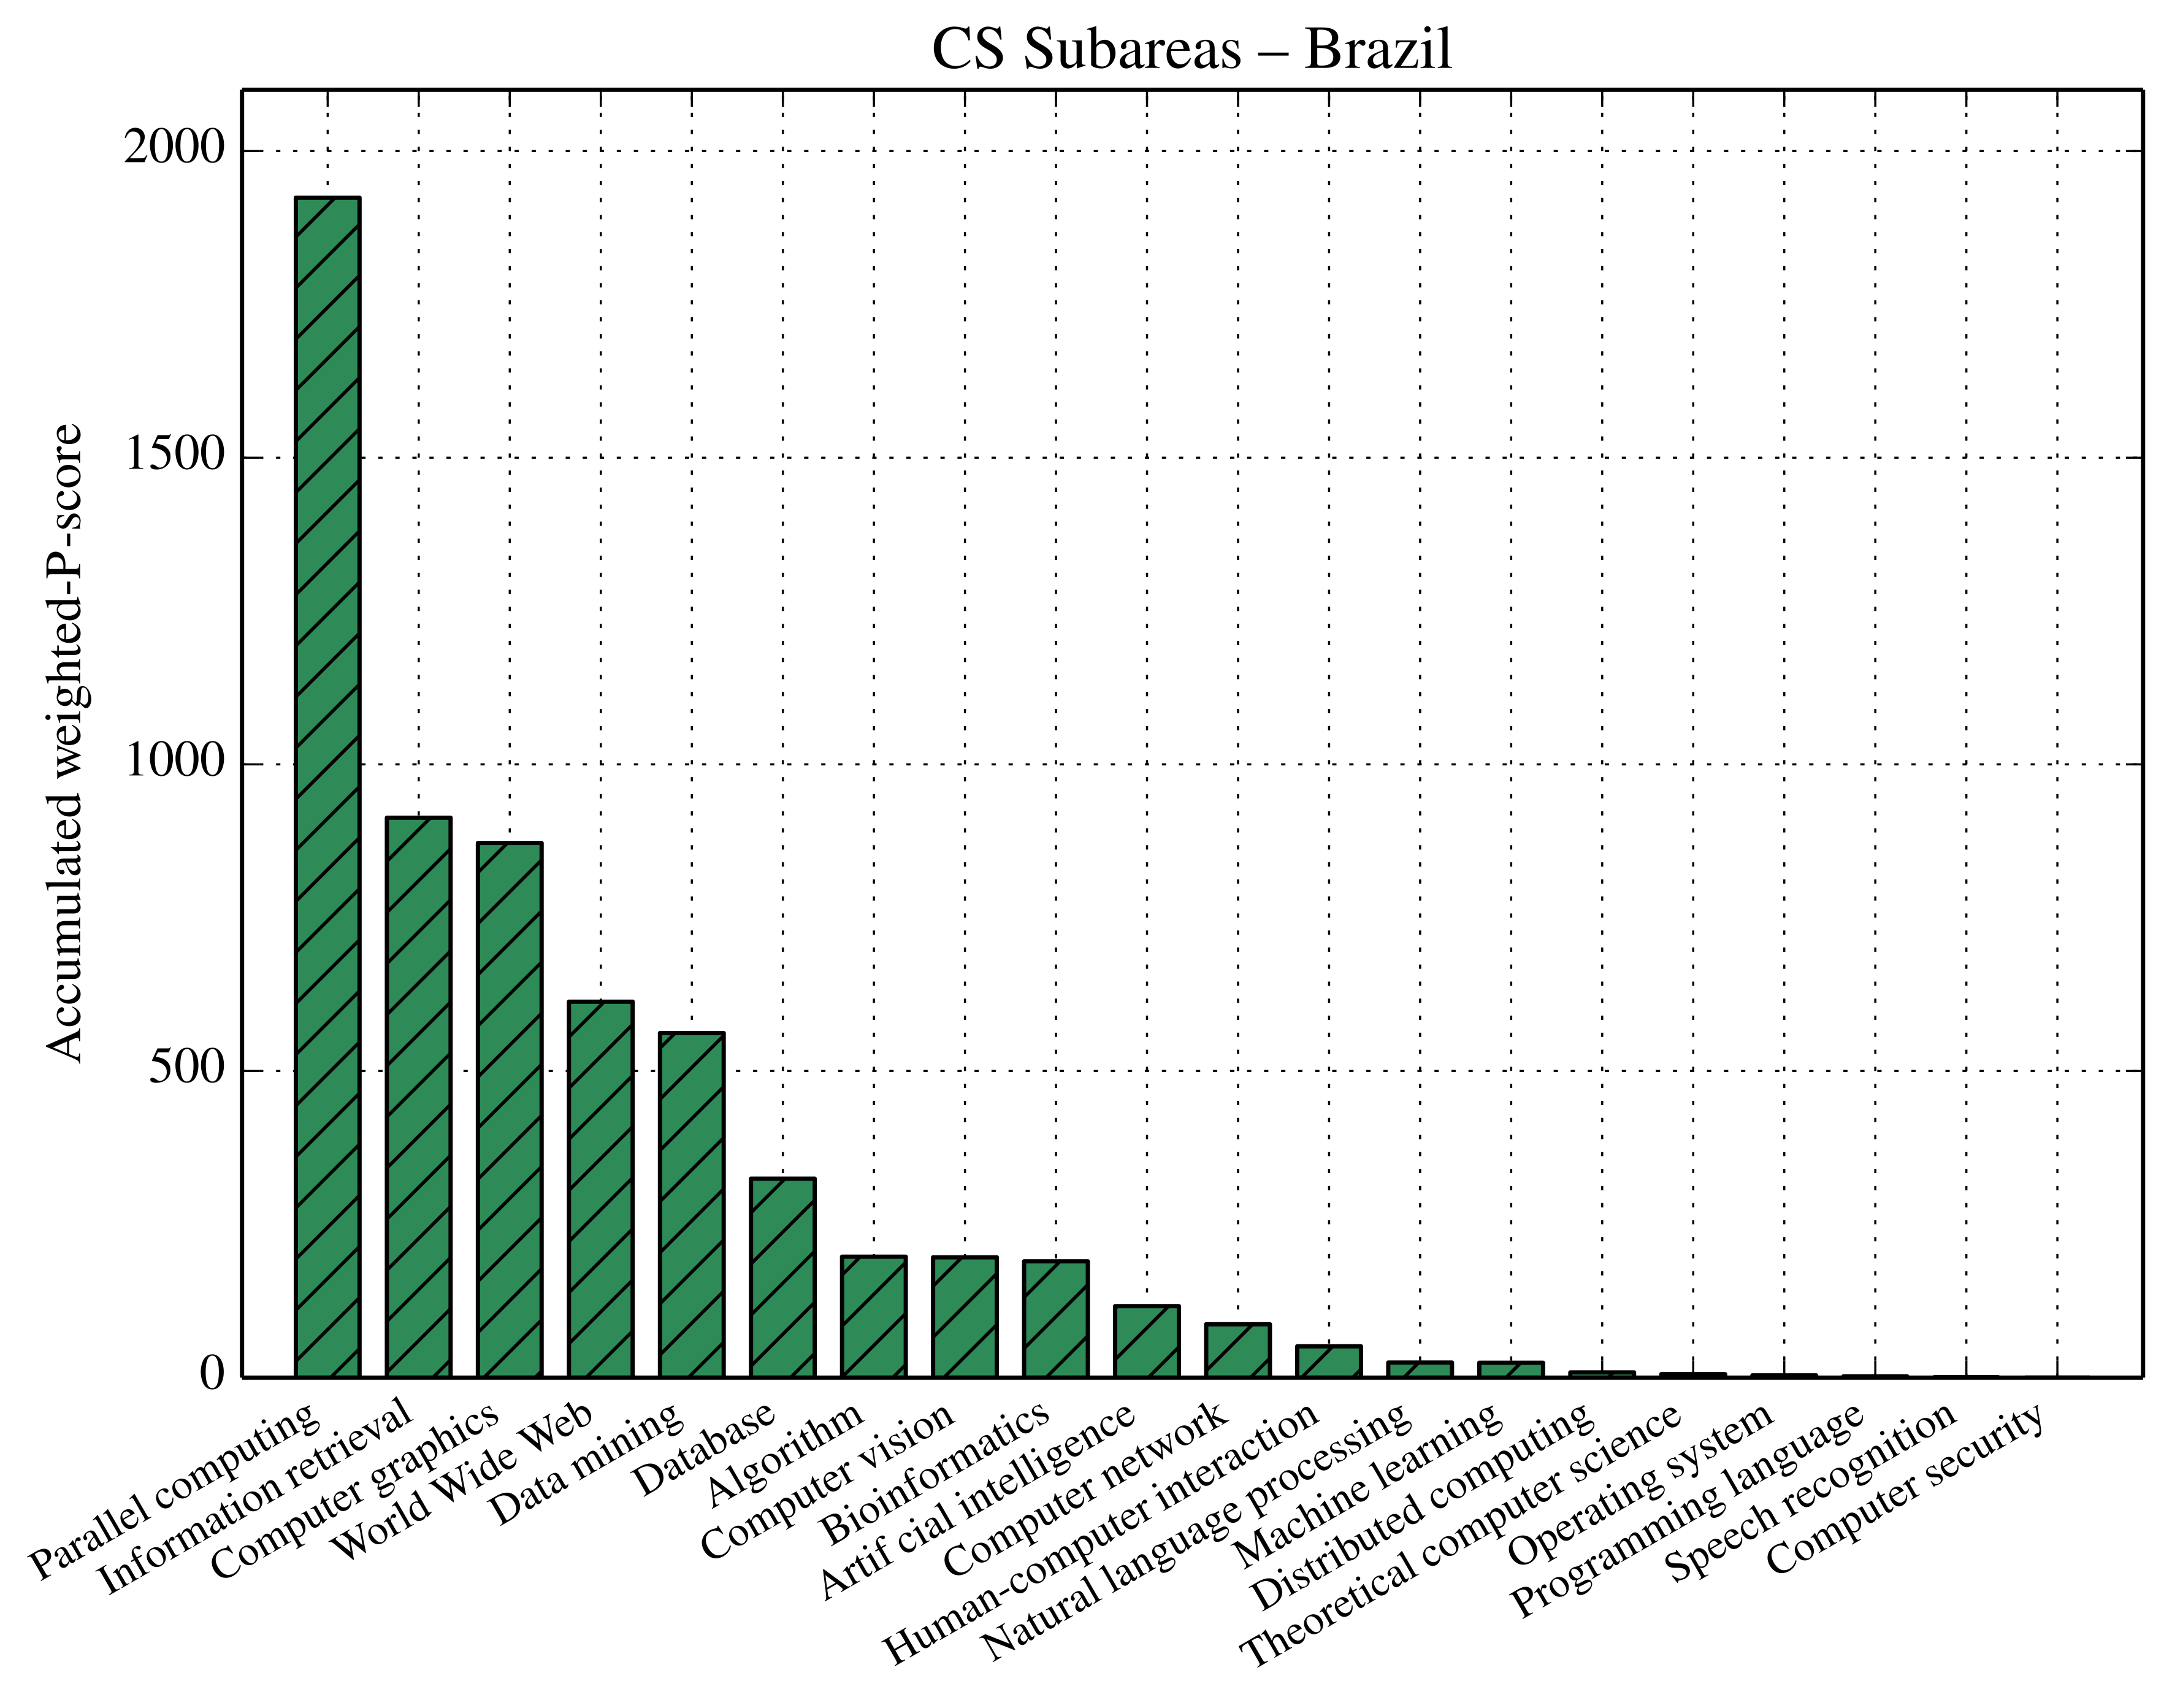 CS Subareas – Brazil
Accumulated weighted-P-score
2000
1500
1000
500
0
Parallel computing
Information retrieval
Computer graphics
World Wide Web
Data mining
Database
Algorithm
Computer vision
Bioinformatics
Artif cial intelligence
Computer network
Human-computer interaction
Natural language processing
Machine learning
Distributed computing
Theoretical computer science
Operating system
Programming language
Speech recognition
Computer security